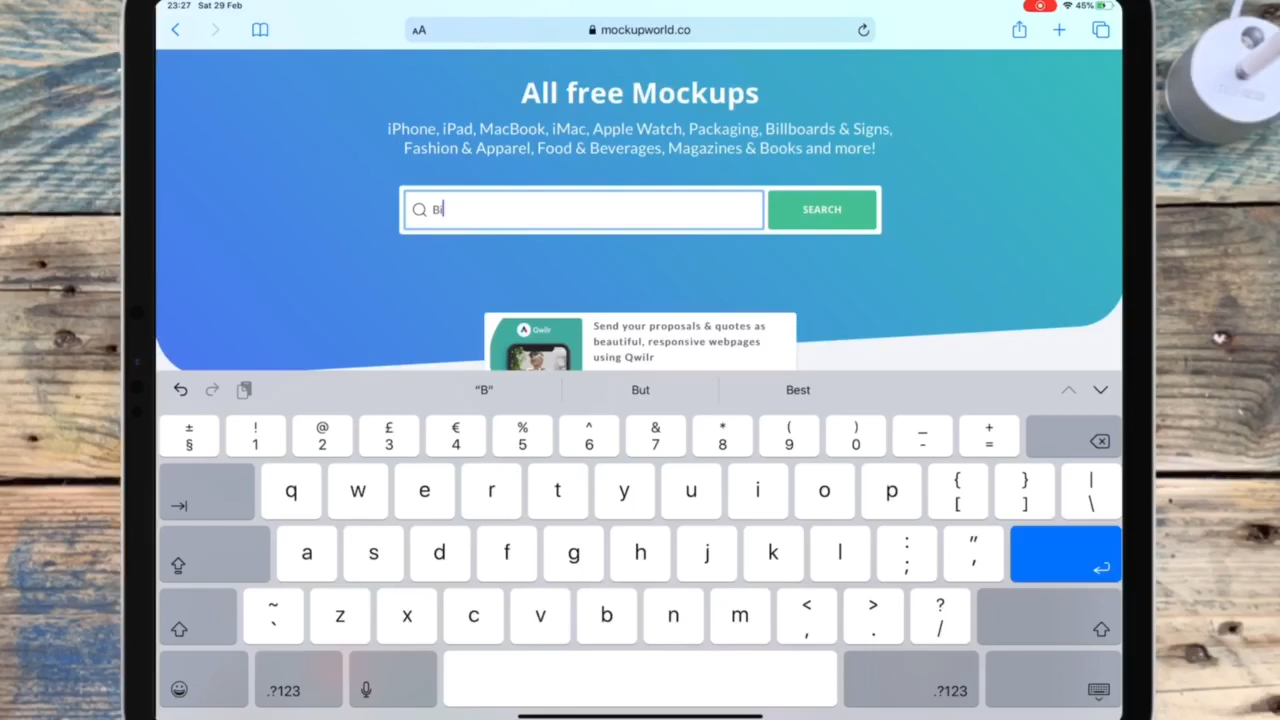 23:27 Sat 29 Feb
45%
AA
mockupworld.co
All free Mockups
iPhone, iPad, MacBook, iMac, Apple Watch, Packaging, Billboards & Signs,
Fashion & Apparel, Food & Beverages, Magazines & Books and more!
Bi
SEARCH
Qwilr
Send your proposals & quotes as
beautiful, responsive webpages
using Qwilr
"B" But Best
± ! @ £ € % ^ & * ( ) _ +
§ 1 2 3 4 5 6 7 8 9 0 - =
{ } |
q w e r t y u i o p [ ] \
: "
a s d f g h j k l ; '
~ < > ?
` z x c v b n m , . /
.?123 .?123